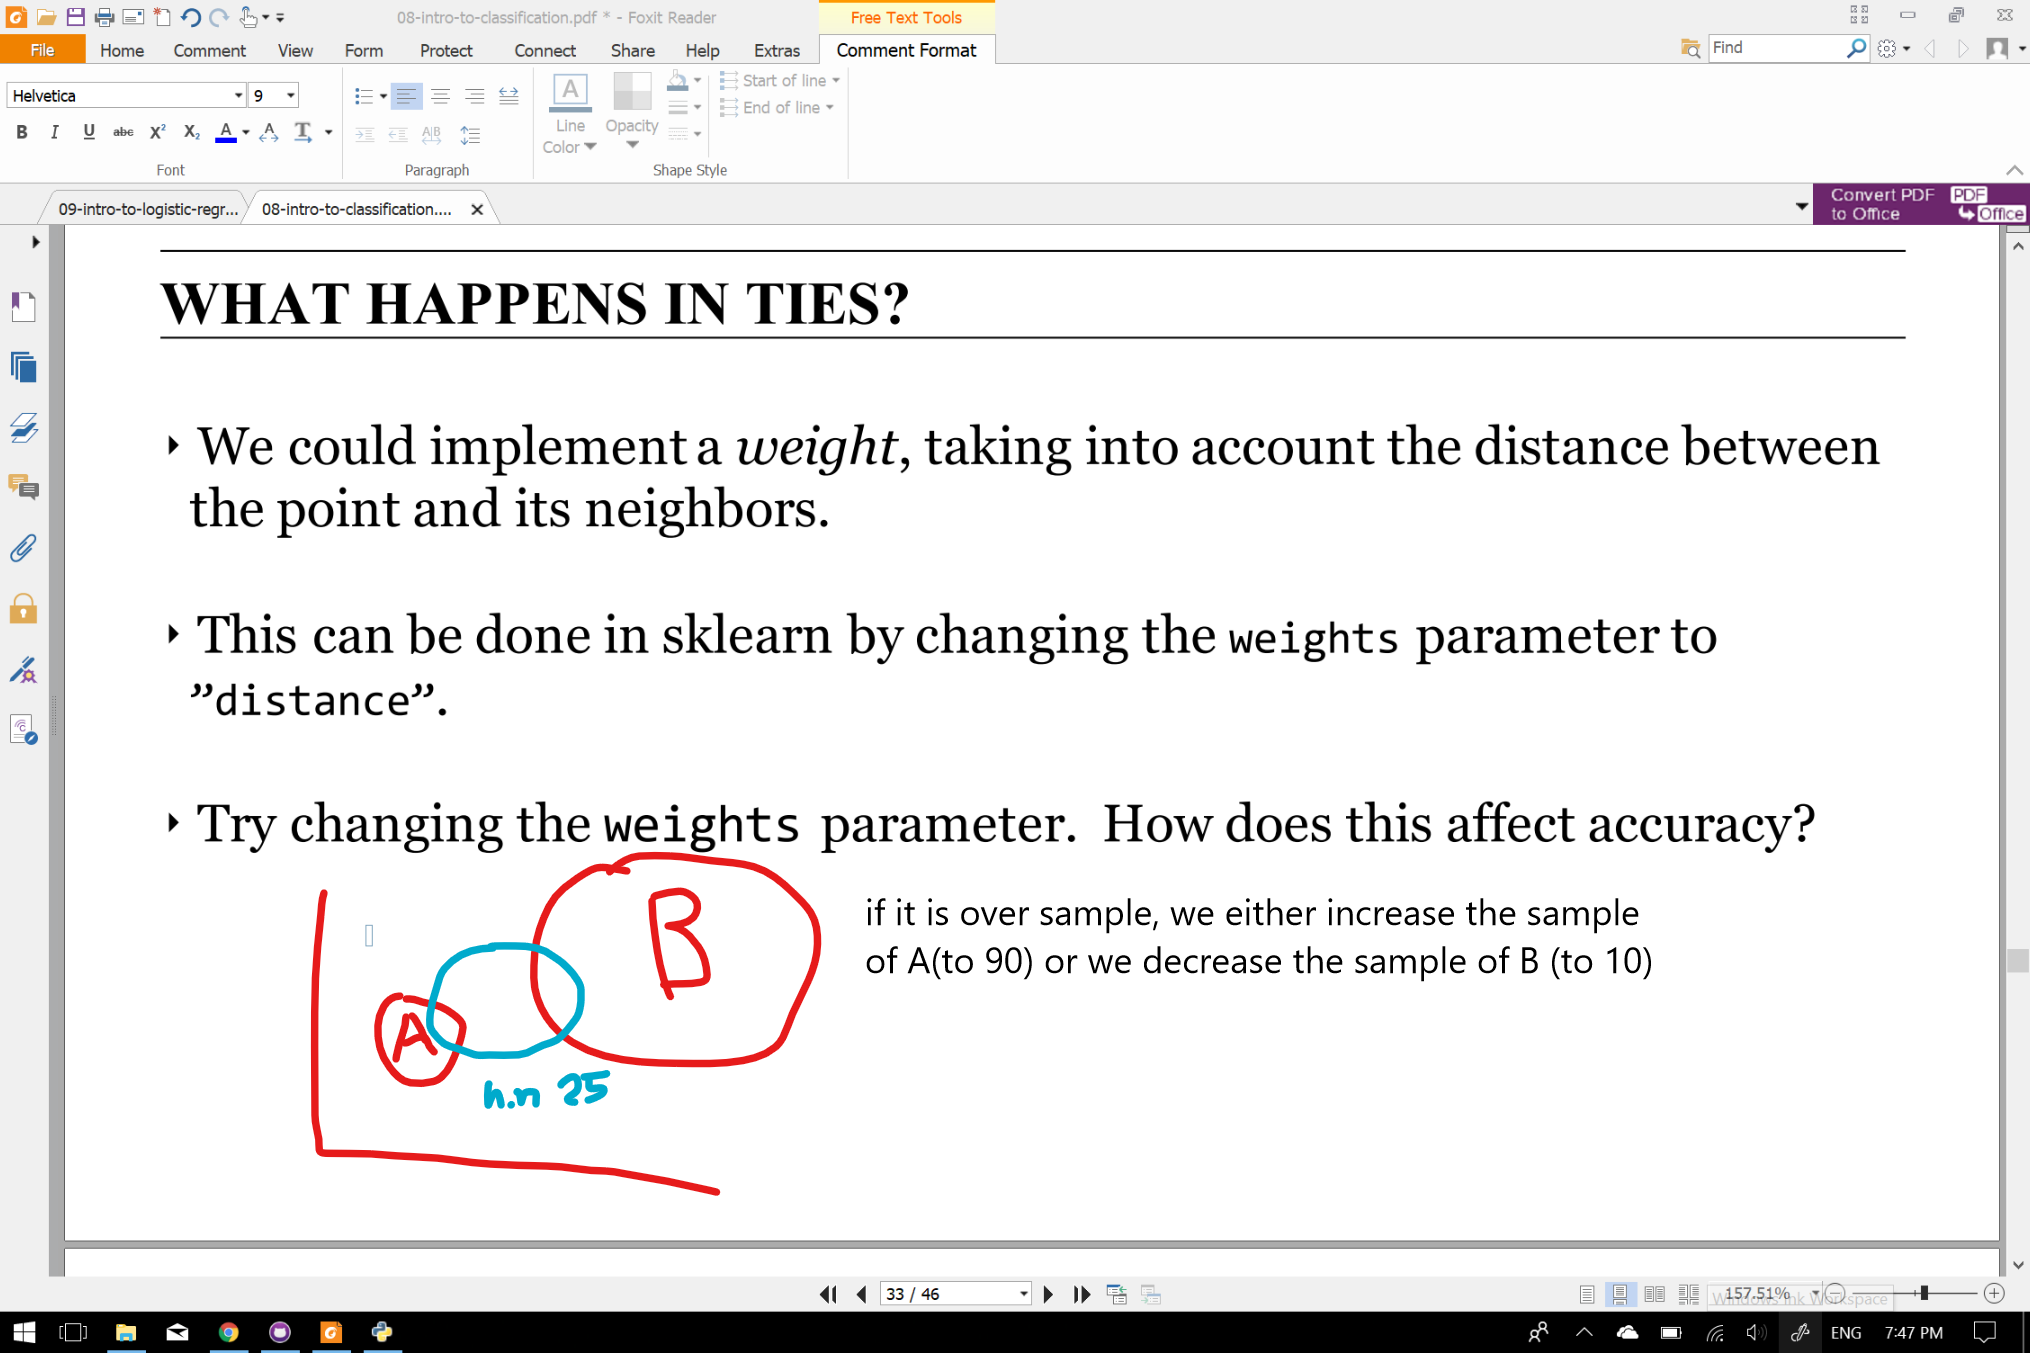 08-intro-to-classification.pdf * - Foxit Reader
Free Text Tools
File Home Comment View Form Protect Connect Share Help Extras Comment Format
Find
Helvetica 9
Start of line
End of line
B I U abc X² X₂ A A T
A A|B
Line Color
Opacity
Font Paragraph Shape Style
09-intro-to-logistic-regr... 08-intro-to-classification....
Convert PDF to Office
PDF Office
WHAT HAPPENS IN TIES?
‣ We could implement a weight, taking into account the distance between
the point and its neighbors.
‣ This can be done in sklearn by changing the weights parameter to
”distance”.
‣ Try changing the weights parameter. How does this affect accuracy?
B
if it is over sample, we either increase the sample
of A(to 90) or we decrease the sample of B (to 10)
A
h.n 25
33 / 46
157.51%
Windows Ink Workspace
ENG 7:47 PM